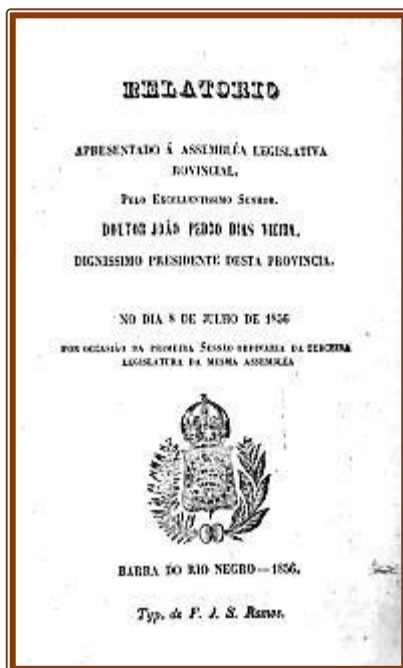 RELATORIO
APRESENTADO Á ASSEMBLÉA LEGISLATIVA
ROVINCIAL,
PELO EXCELLENTISSIMO SENHOR,
DOUTOR JOÃO PEDRO DIAS VIEIRA,
DIGNISSIMO PRESIDENTE DESTA PROVINCIA.
NO DIA 8 DE JULHO DE 1856
POR OCCASIÃO DA PRIMEIRA SESSÃO ORDINARIA DA TERCEIRA
LEGISLATURA DA MESMA ASSEMBLÉA
BARRA DO RIO NEGRO—1856.
Typ. de F. J. S. Ramos.